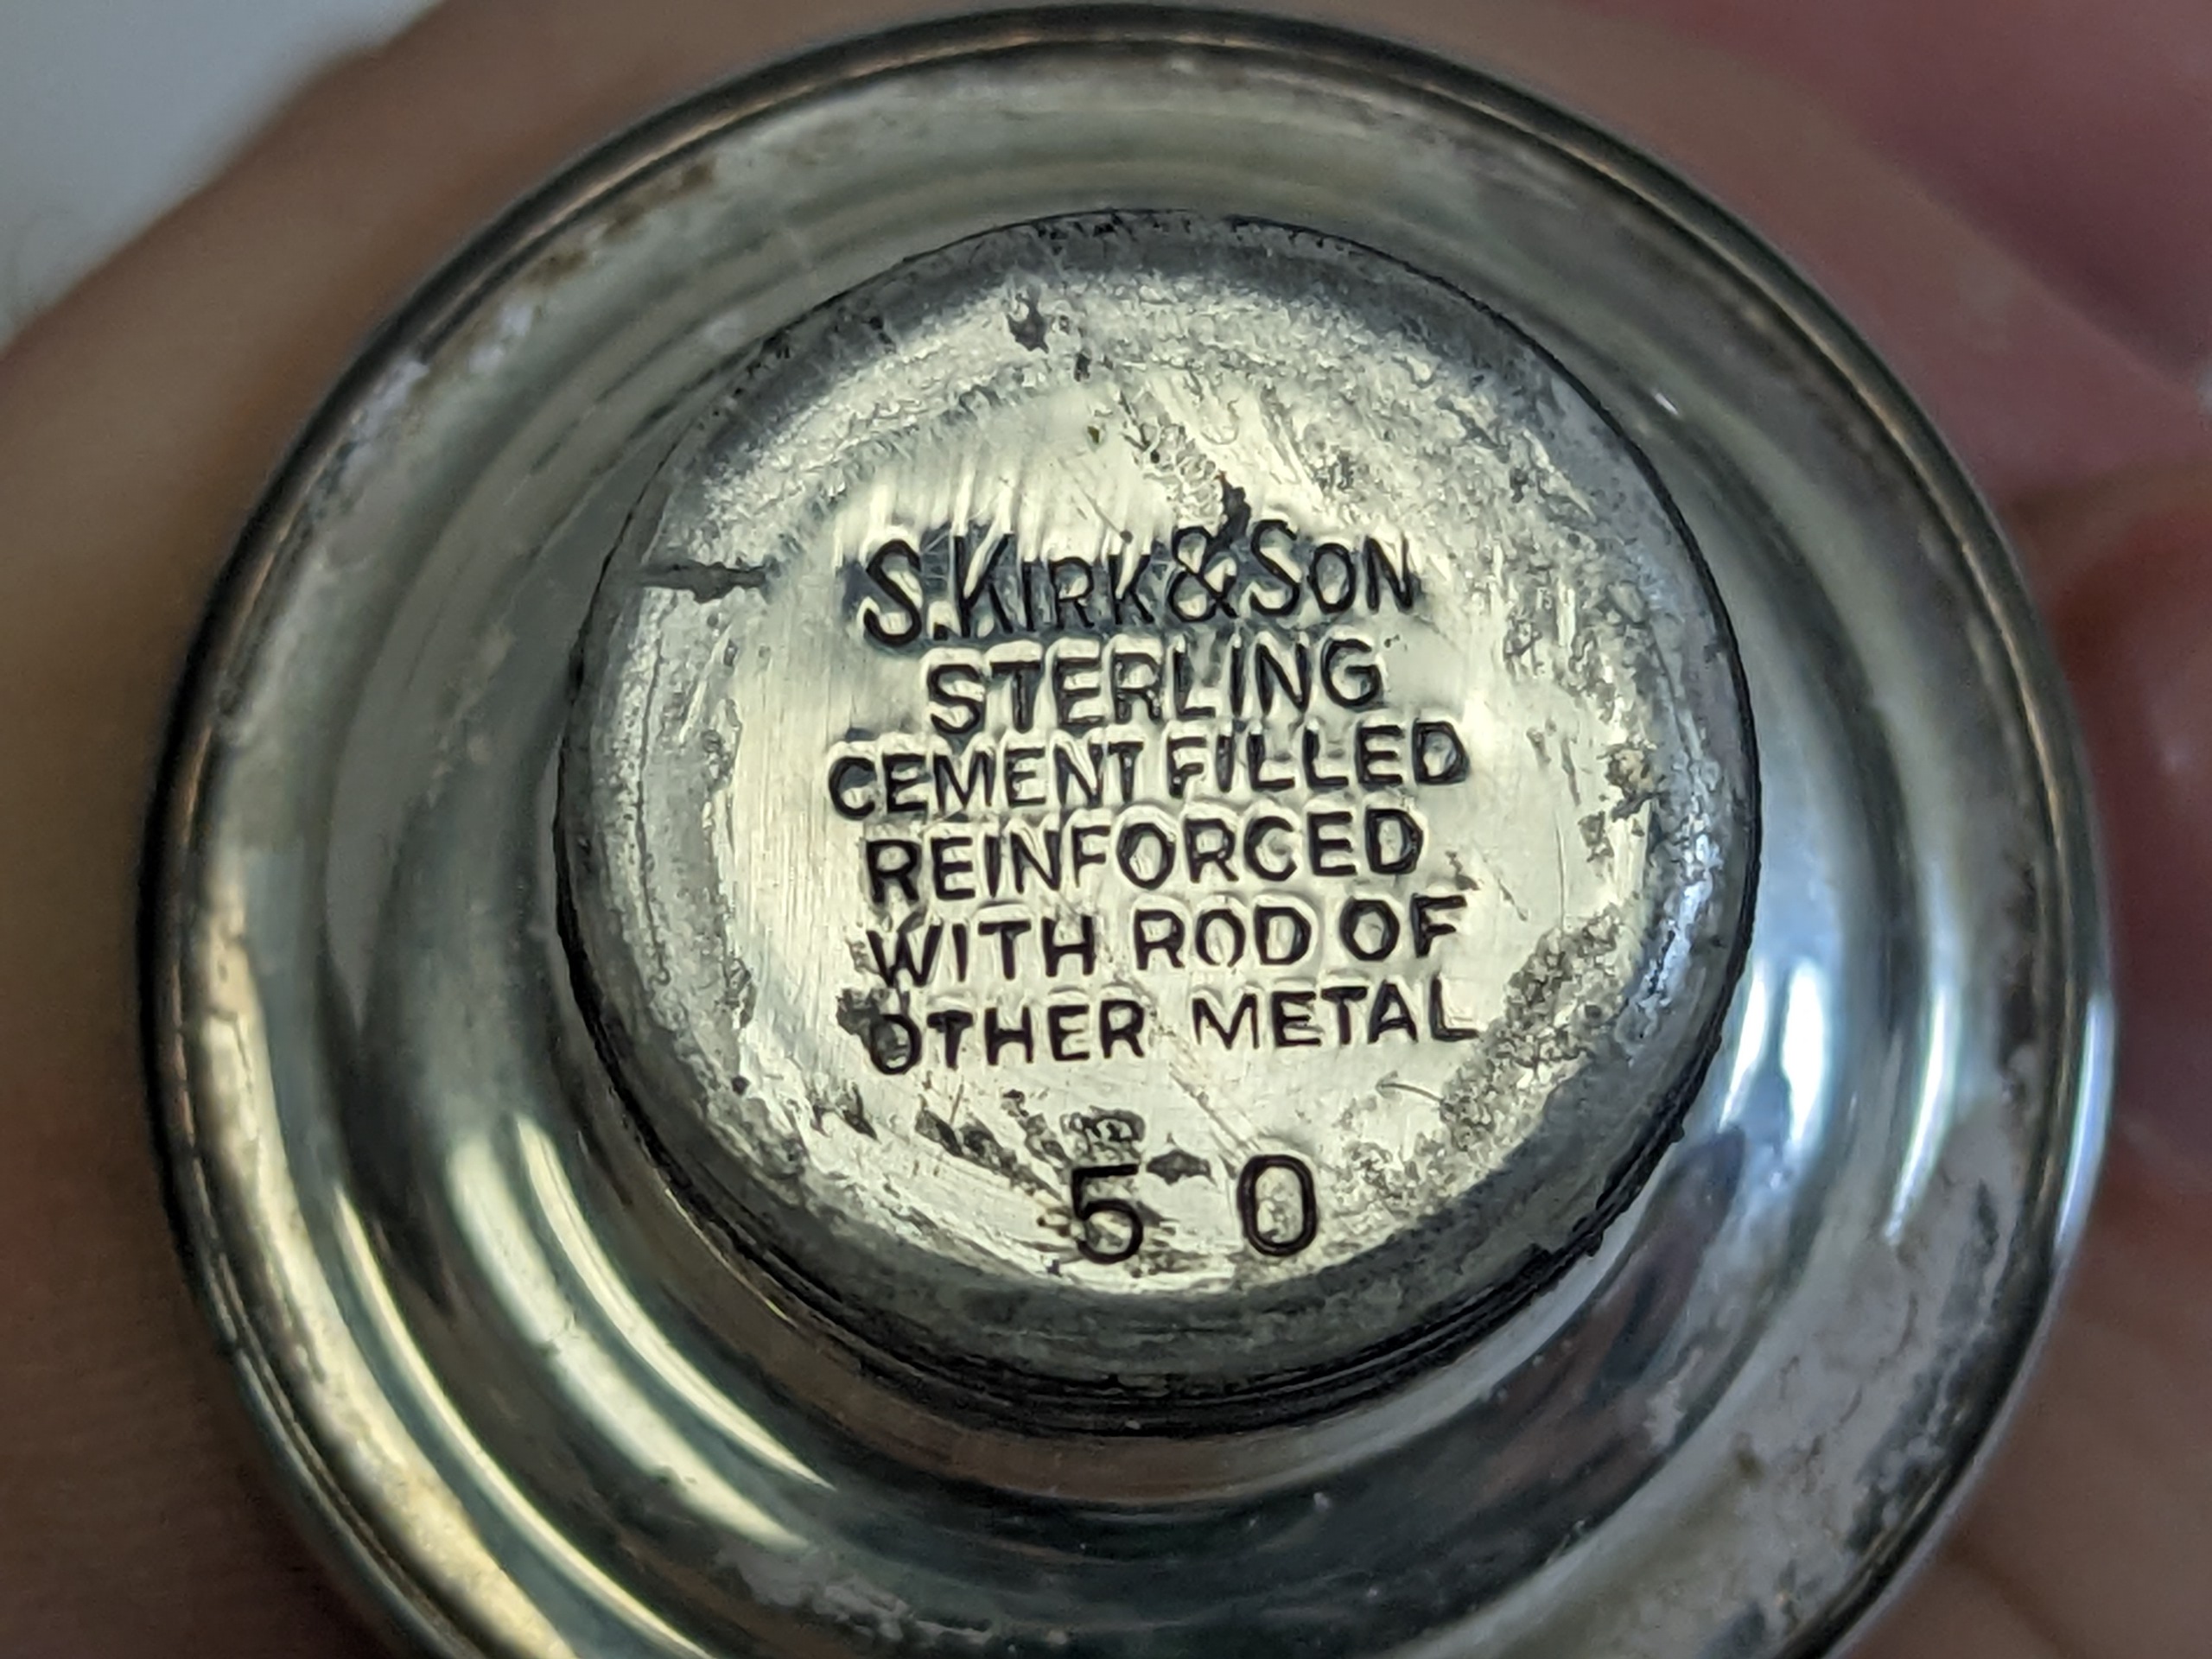 S. KIRK & SON
STERLING
CEMENT FILLED
REINFORCED
WITH ROD OF
OTHER METAL
50